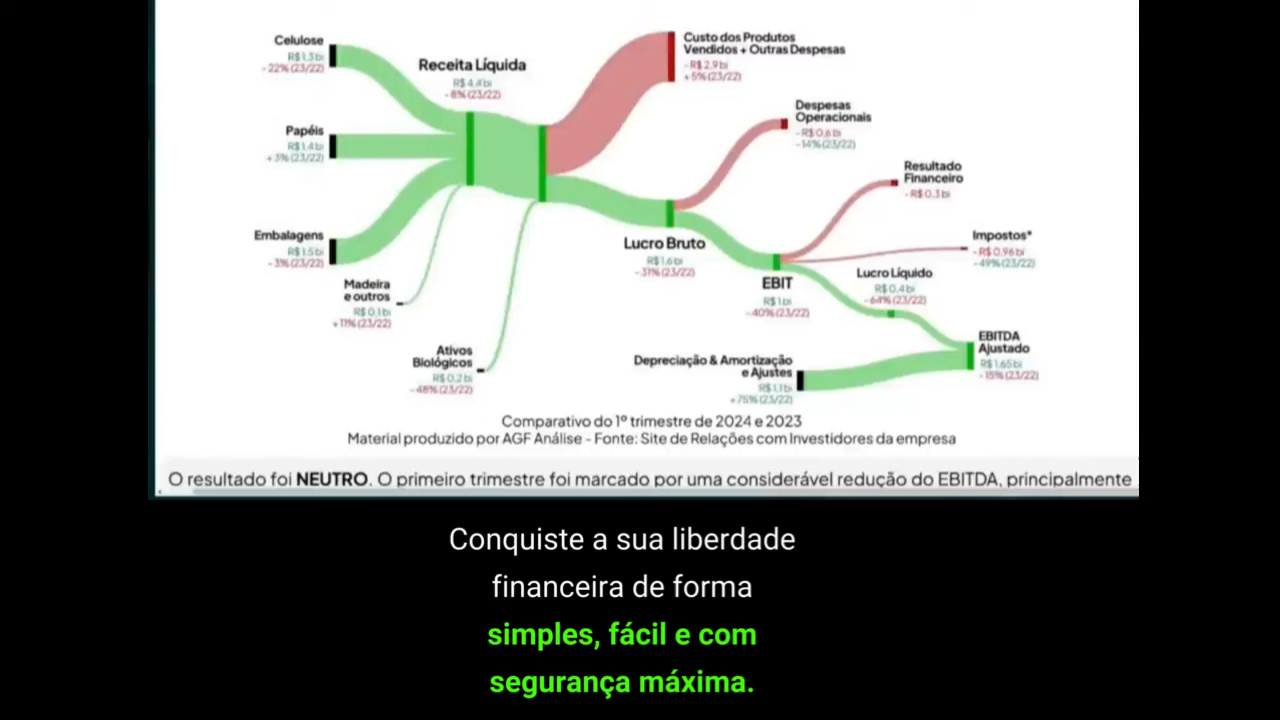 Celulose
R$ 1,3 bi
-22% (23/22)
Papéis
R$ 1,4 bi
+3% (23/22)
Embalagens
R$ 1,5 bi
-3% (23/22)
Madeira
e outros
R$ 0,1 bi
+11% (23/22)
Ativos
Biológicos
R$ 0,2 bi
-48% (23/22)
Receita Líquida
R$ 4,4 bi
-8% (23/22)
Custo dos Produtos
Vendidos + Outras Despesas
-R$ 2,9 bi
+5% (23/22)
Despesas
Operacionais
-R$ 0,6 bi
-14% (23/22)
Resultado
Financeiro
-R$ 0,3 bi
Impostos*
-R$ 0,96 bi
-49% (23/22)
Lucro Bruto
R$ 1,6 bi
-31% (23/22)
EBIT
R$ 1 bi
-40% (23/22)
Lucro Líquido
R$ 0,4 bi
-64% (23/22)
EBITDA
Ajustado
R$ 1,65 bi
-15% (23/22)
Depreciação & Amortização
e Ajustes
R$ 1,1 bi
+75% (23/22)
Comparativo do 1º trimestre de 2024 e 2023
Material produzido por AGF Análise - Fonte: Site de Relações com Investidores da empresa
O resultado foi NEUTRO. O primeiro trimestre foi marcado por uma considerável redução do EBITDA, principalmente
Conquiste a sua liberdade
financeira de forma
simples, fácil e com
segurança máxima.